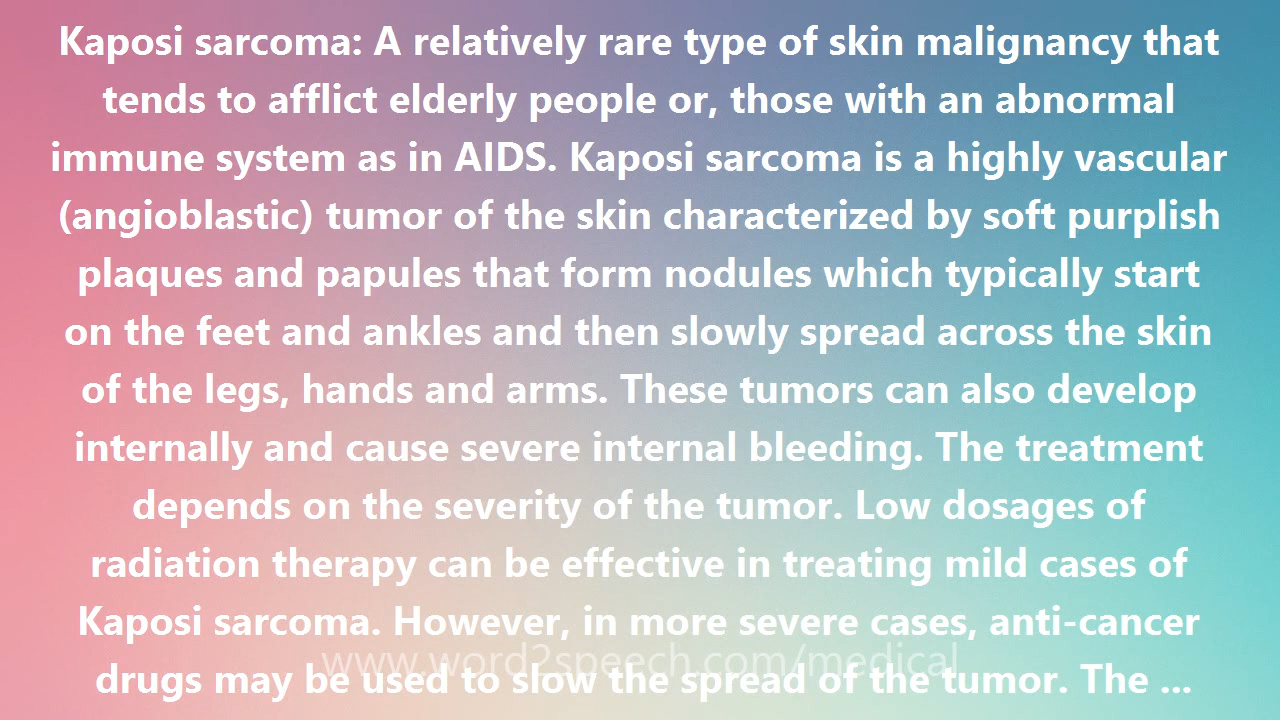 Kaposi sarcoma: A relatively rare type of skin malignancy that
tends to afflict elderly people or, those with an abnormal
immune system as in AIDS. Kaposi sarcoma is a highly vascular
(angioblastic) tumor of the skin characterized by soft purplish
plaques and papules that form nodules which typically start
on the feet and ankles and then slowly spread across the skin
of the legs, hands and arms. These tumors can also develop
internally and cause severe internal bleeding. The treatment
depends on the severity of the tumor. Low dosages of
radiation therapy can be effective in treating mild cases of
Kaposi sarcoma. However, in more severe cases, anti-cancer
www.word2speech.com/medical
drugs may be used to slow the spread of the tumor. The ...